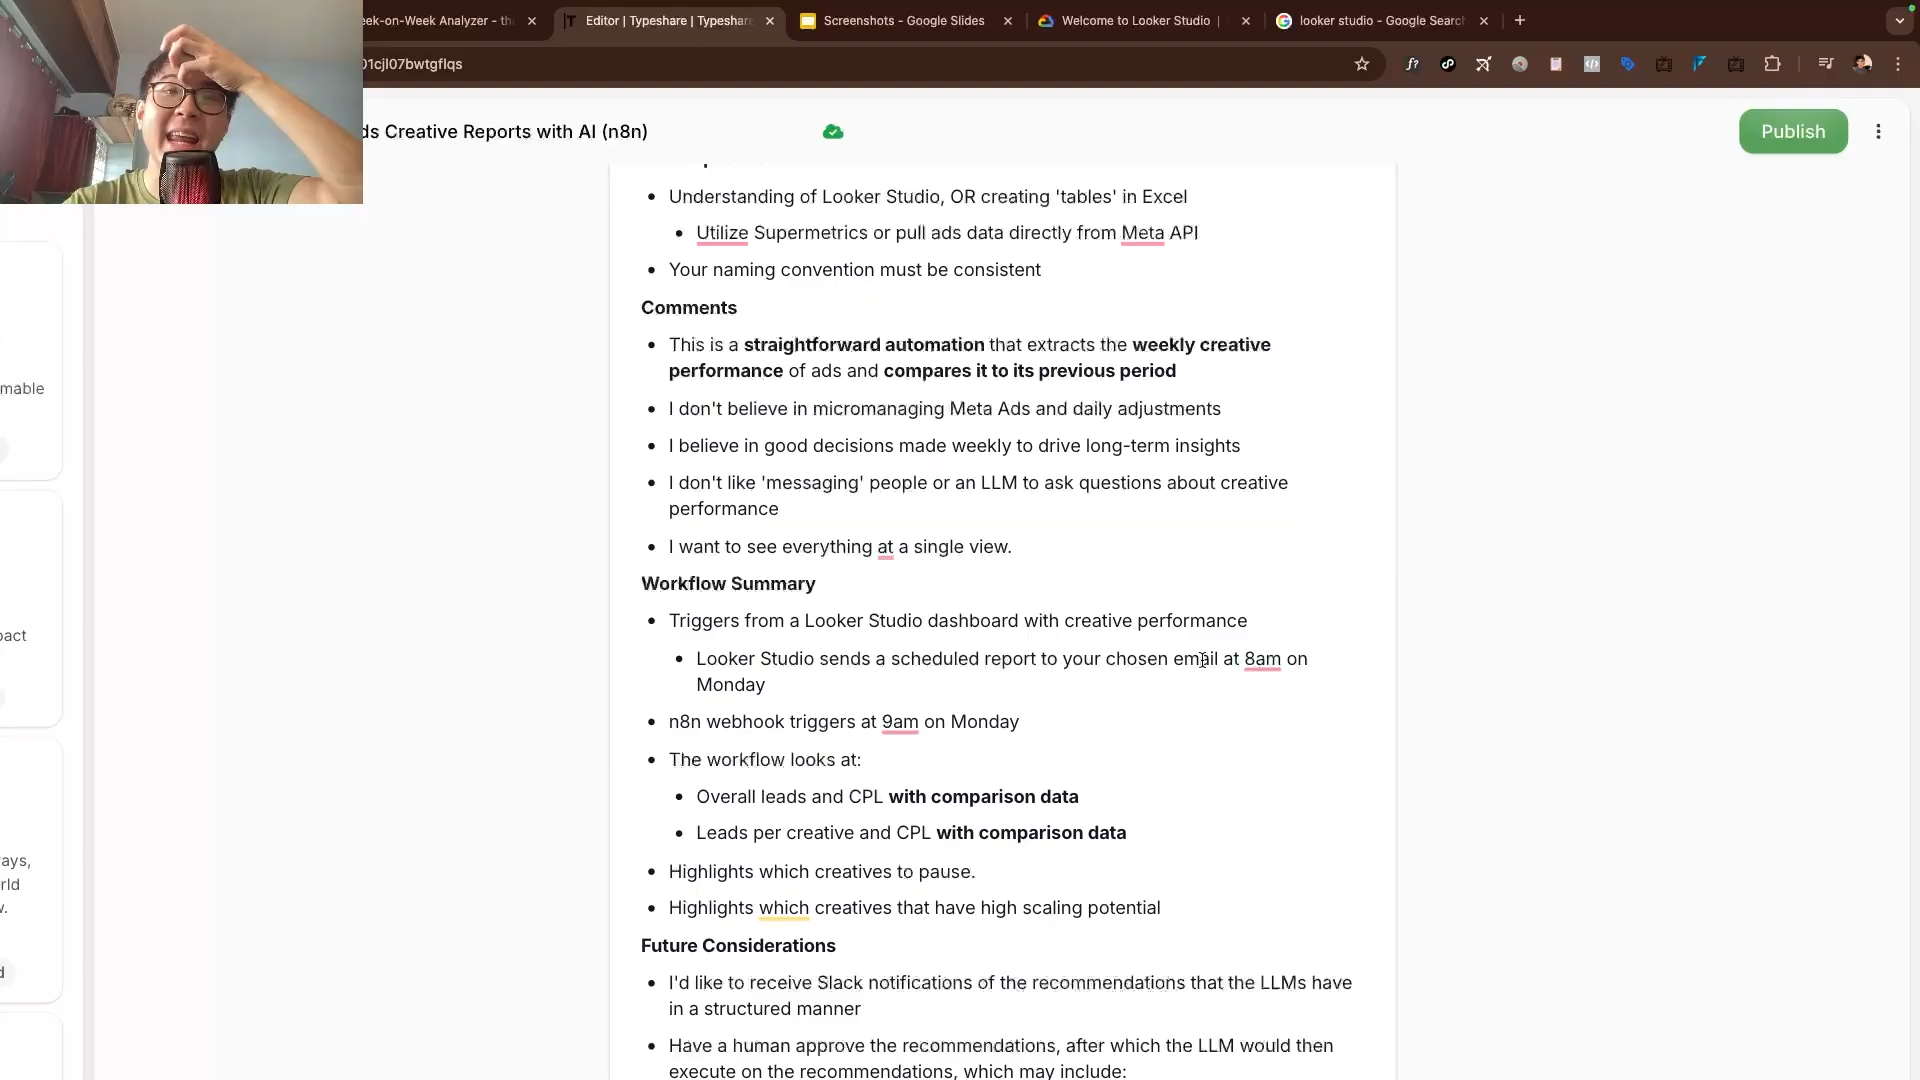 eek-on-Week Analyzer - th
Editor | Typeshare | Typeshare
Screenshots - Google Slides
Welcome to Looker Studio |
looker studio - Google Search
01cjl07bwtgflqs
ds Creative Reports with AI (n8n)
Publish
mable
pact
ays,
rld
w.
d
Understanding of Looker Studio, OR creating 'tables' in Excel
Utilize Supermetrics or pull ads data directly from Meta API
Your naming convention must be consistent
Comments
This is a straightforward automation that extracts the weekly creative
performance of ads and compares it to its previous period
I don't believe in micromanaging Meta Ads and daily adjustments
I believe in good decisions made weekly to drive long-term insights
I don't like 'messaging' people or an LLM to ask questions about creative
performance
I want to see everything at a single view.
Workflow Summary
Triggers from a Looker Studio dashboard with creative performance
Looker Studio sends a scheduled report to your chosen email at 8am on
Monday
n8n webhook triggers at 9am on Monday
The workflow looks at:
Overall leads and CPL with comparison data
Leads per creative and CPL with comparison data
Highlights which creatives to pause.
Highlights which creatives that have high scaling potential
Future Considerations
I'd like to receive Slack notifications of the recommendations that the LLMs have
in a structured manner
Have a human approve the recommendations, after which the LLM would then
execute on the recommendations, which may include: